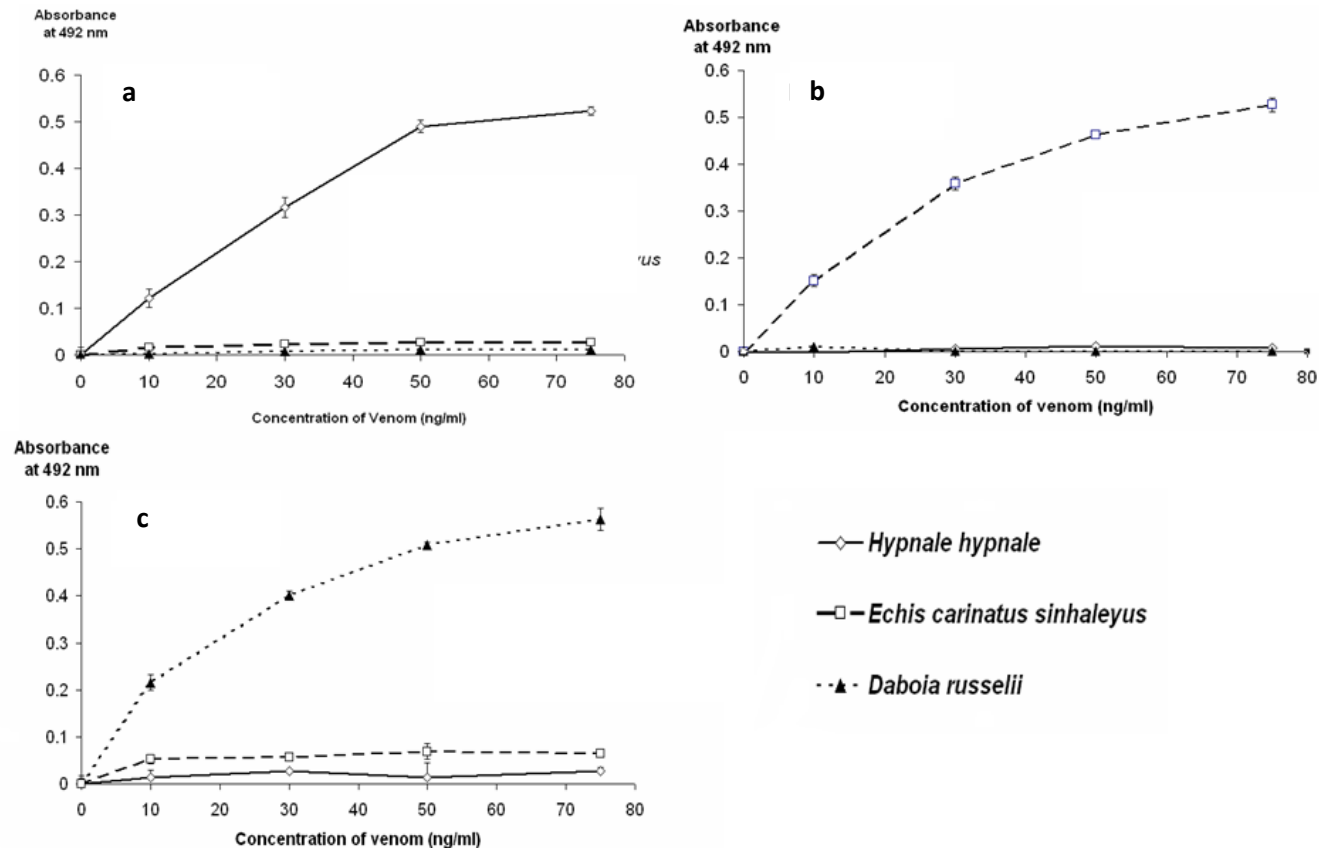 Absorbance
at 492 nm
a
0.6
0.5
0.4
0.3
0.2
0.1
0
0 10 20 30 40 50 60 70 80
Concentration of Venom (ng/ml)
Absorbance
at 492 nm
b
0.6
0.5
0.4
0.3
0.2
0.1
0
0 10 20 30 40 50 60 70 80
Concentration of venom (ng/ml)
Absorbance
at 492 nm
c
0.6
0.5
0.4
0.3
0.2
0.1
0
0 10 20 30 40 50 60 70 80
Concentration of venom (ng/ml)
Hypnale hypnale
Echis carinatus sinhaleyus
Daboia russelii